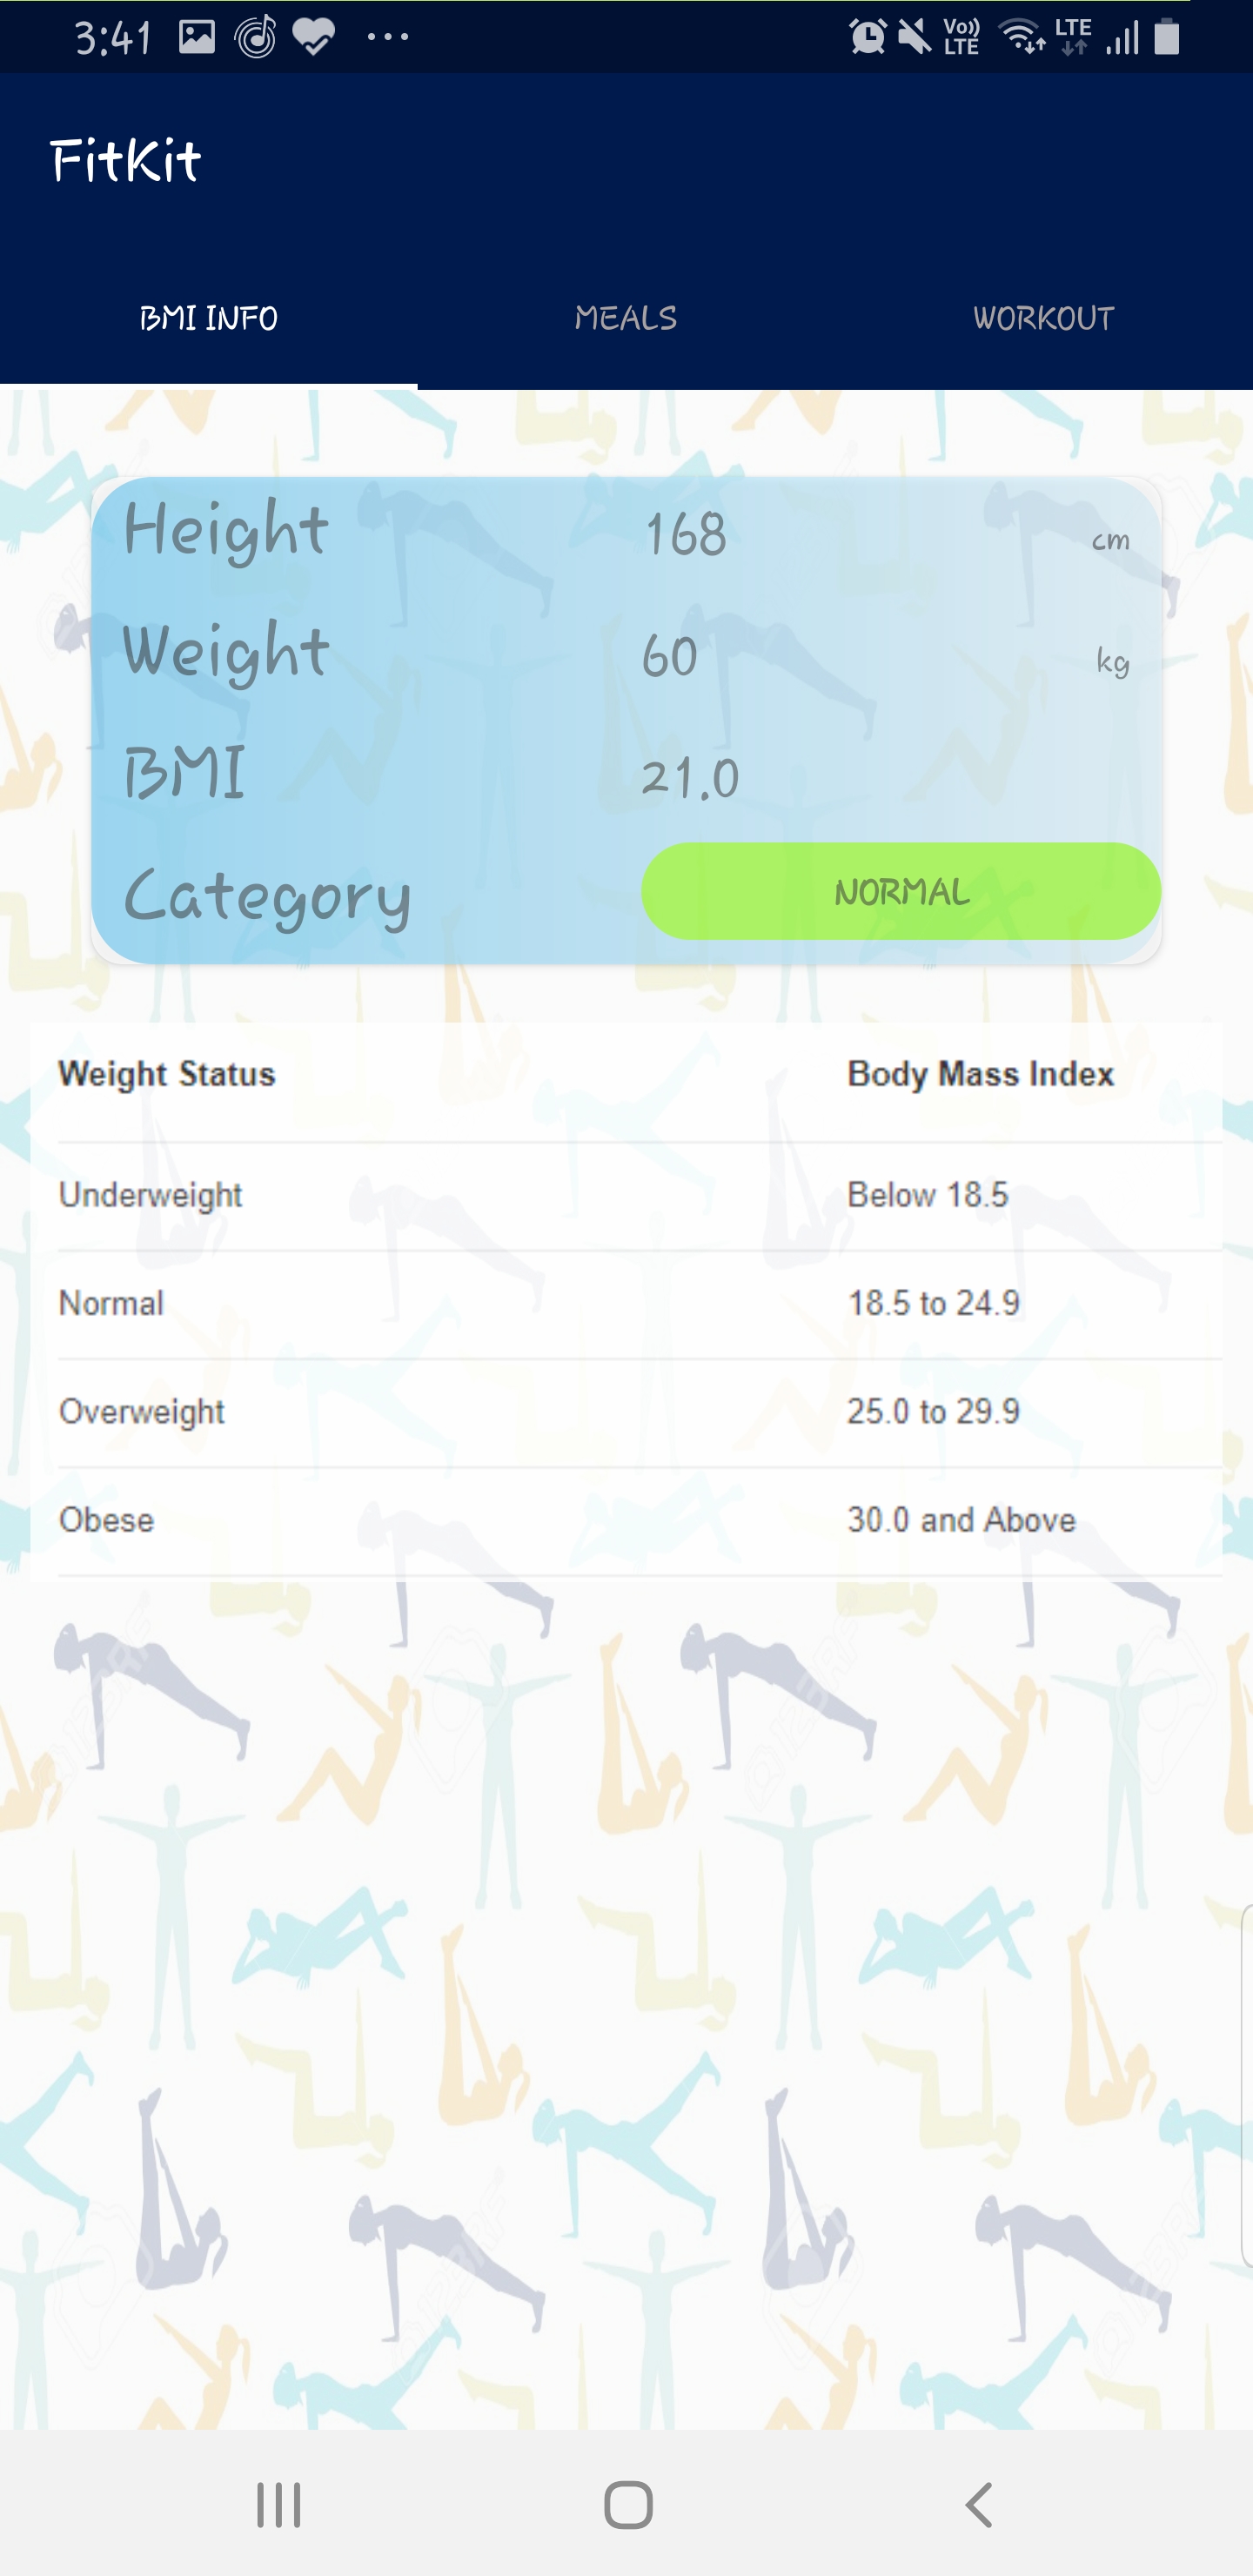 3:41
Vo)) LTE LTE
FitKit
BMI INFO MEALS WORKOUT
Height 168 cm
Weight 60 kg
BMI 21.0
Category NORMAL
Weight Status Body Mass Index
Underweight Below 18.5
Normal 18.5 to 24.9
Overweight 25.0 to 29.9
Obese 30.0 and Above